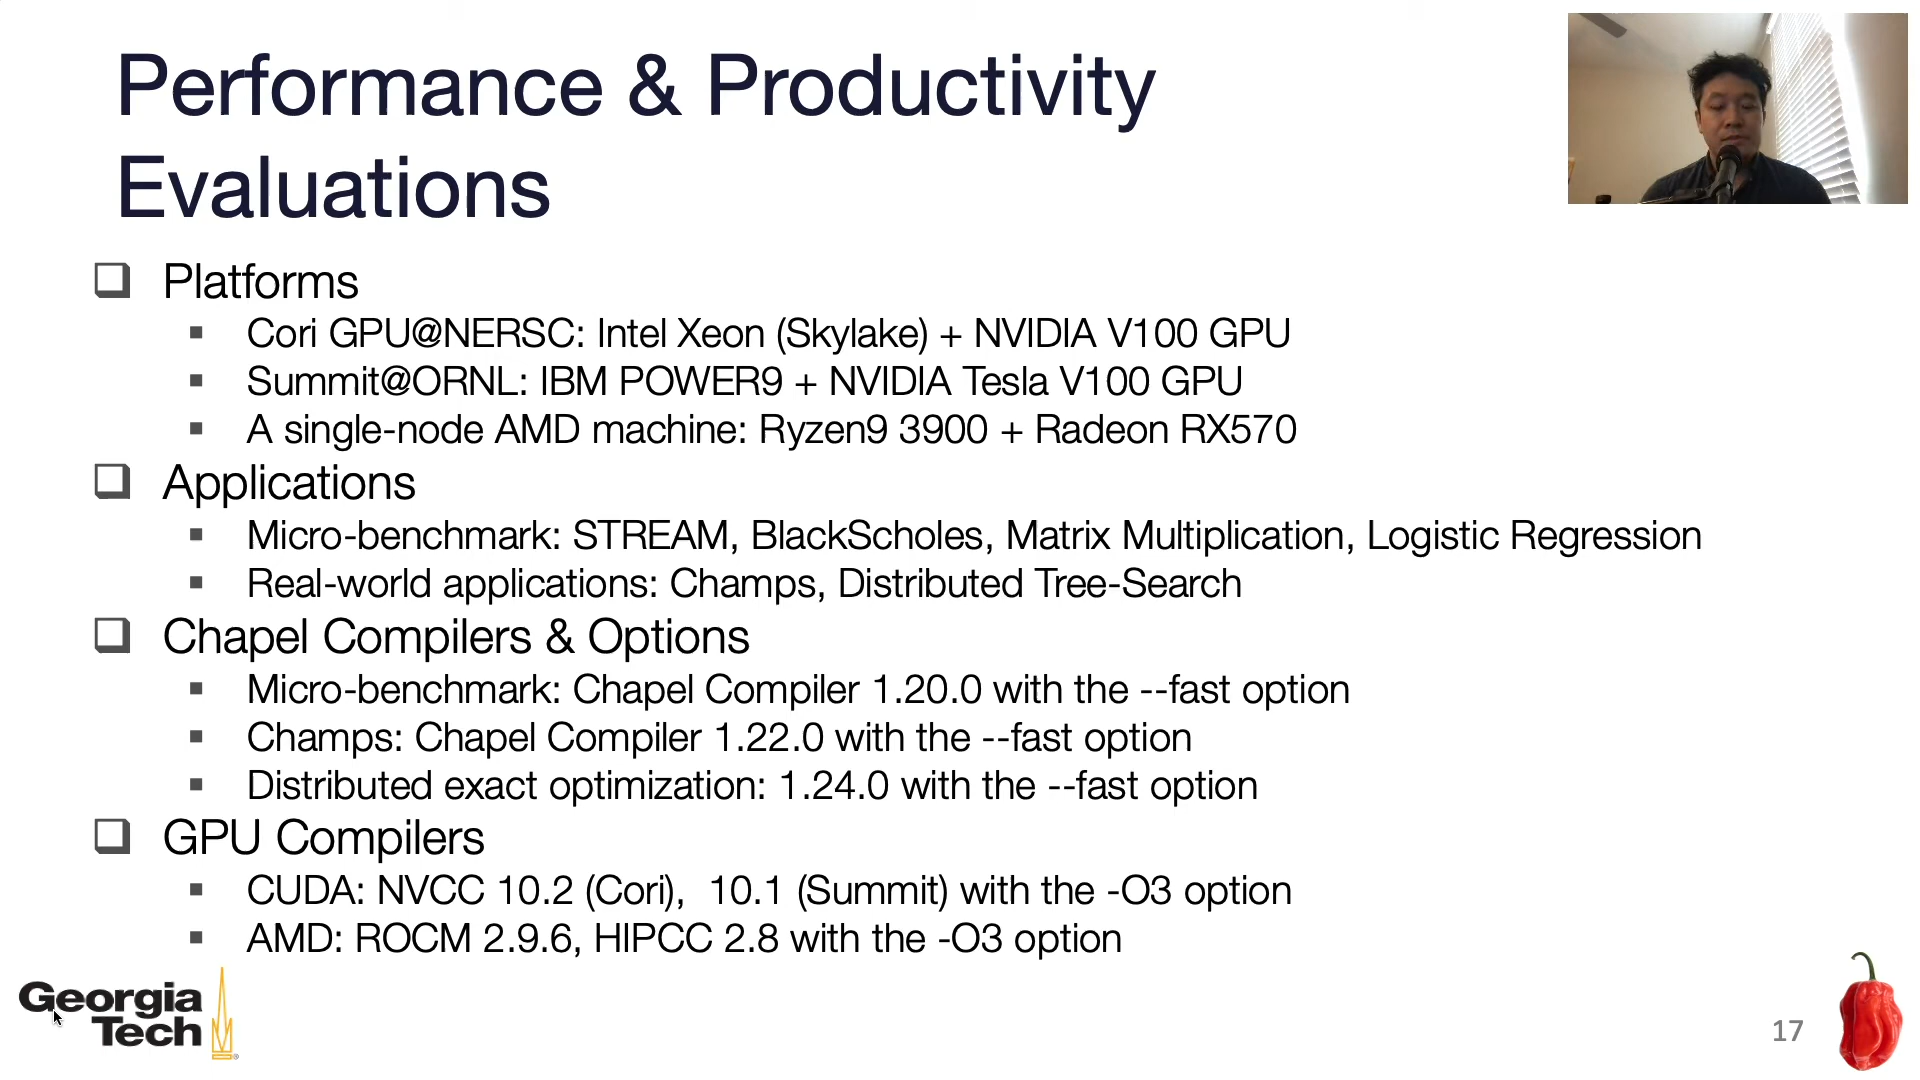 Performance & Productivity
Evaluations
Platforms
Cori GPU@NERSC: Intel Xeon (Skylake) + NVIDIA V100 GPU
Summit@ORNL: IBM POWER9 + NVIDIA Tesla V100 GPU
A single-node AMD machine: Ryzen9 3900 + Radeon RX570
Applications
Micro-benchmark: STREAM, BlackScholes, Matrix Multiplication, Logistic Regression
Real-world applications: Champs, Distributed Tree-Search
Chapel Compilers & Options
Micro-benchmark: Chapel Compiler 1.20.0 with the --fast option
Champs: Chapel Compiler 1.22.0 with the --fast option
Distributed exact optimization: 1.24.0 with the --fast option
GPU Compilers
CUDA: NVCC 10.2 (Cori),  10.1 (Summit) with the -O3 option
AMD: ROCM 2.9.6, HIPCC 2.8 with the -O3 option
Georgia
Tech
17